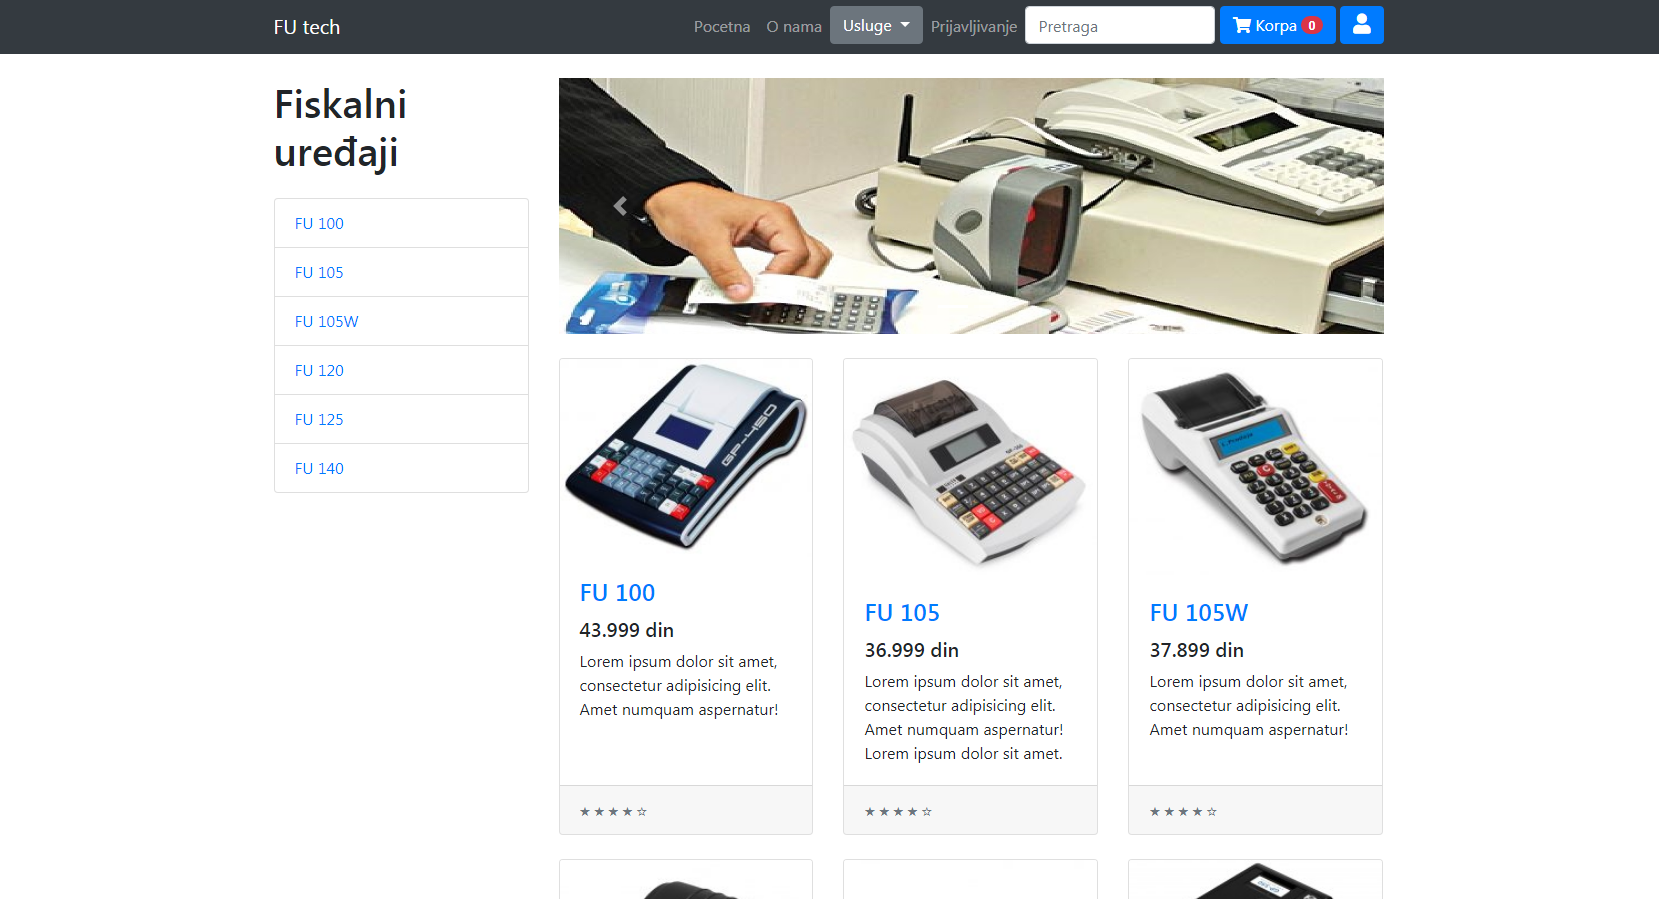 FU tech
Pocetna O nama Usluge Prijavljivanje Pretraga Korpa 0
Fiskalni
uređaji
FU 100
FU 105
FU 105W
FU 120
FU 125
FU 140
GP-450
FU 100
43.999 din
Lorem ipsum dolor sit amet,
consectetur adipisicing elit.
Amet numquam aspernatur!
★ ★ ★ ★ ☆
FU 105
36.999 din
Lorem ipsum dolor sit amet,
consectetur adipisicing elit.
Amet numquam aspernatur!
Lorem ipsum dolor sit amet.
★ ★ ★ ★ ☆
FU 105W
37.899 din
Lorem ipsum dolor sit amet,
consectetur adipisicing elit.
Amet numquam aspernatur!
★ ★ ★ ★ ☆